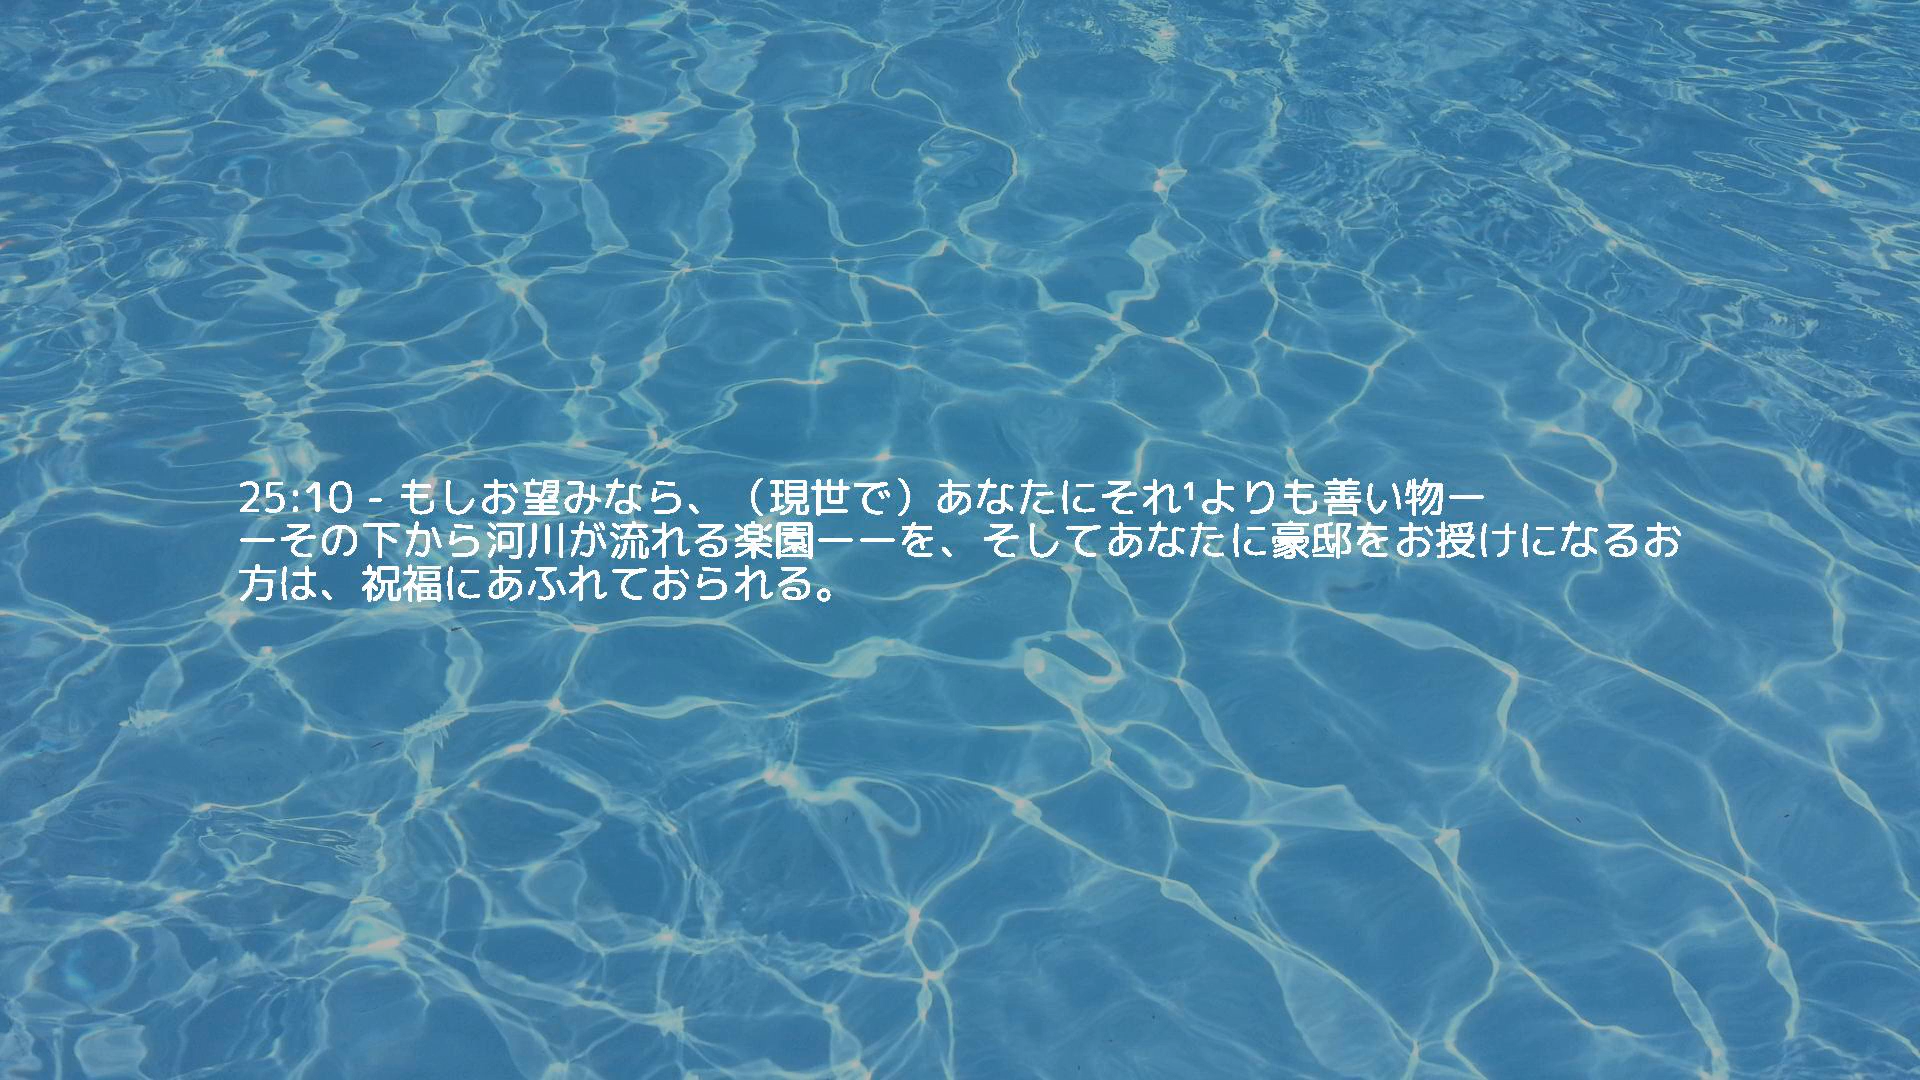 25:10 - もしお望みなら、（現世で）あなたにそれ¹よりも善い物ー
ーその下から河川が流れる楽園ーーを、そしてあなたに豪邸をお授けになるお
方は、祝福にあふれておられる。